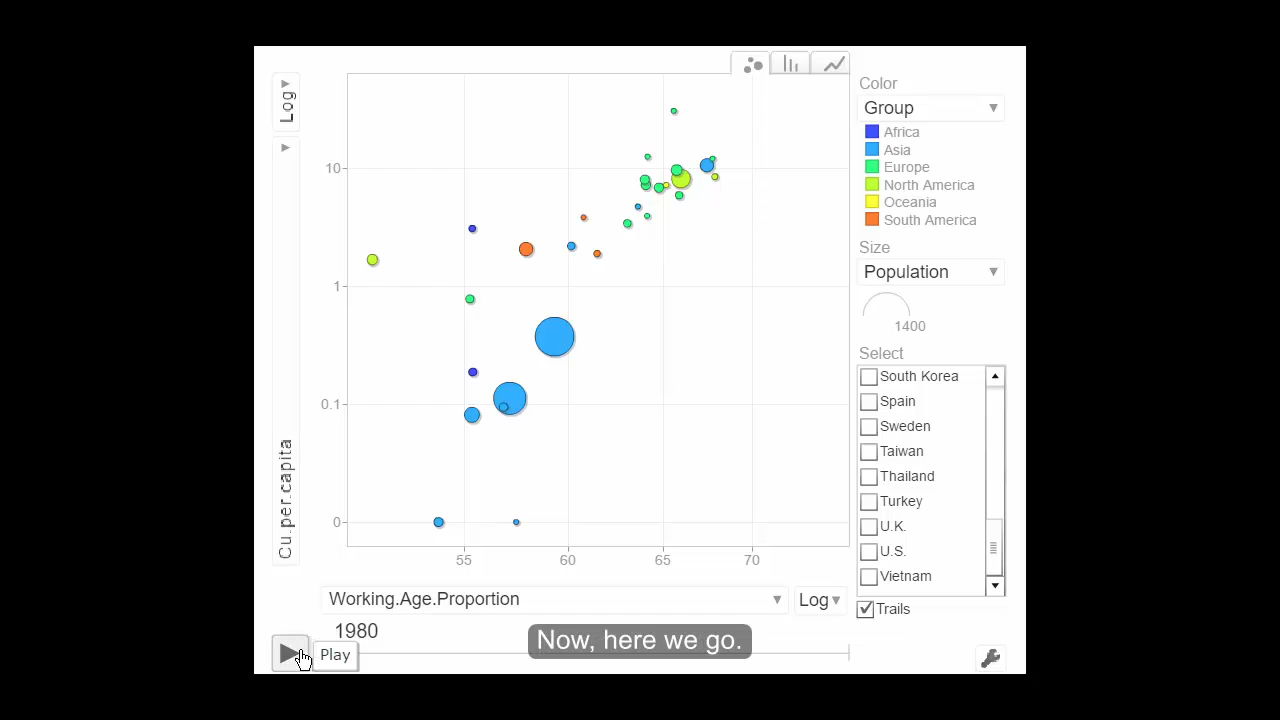 Color
Log
Group
10
Africa
Asia
Europe
North America
Oceania
South America
Size
Population
1
1400
Select
South Korea
Spain
0.1
Sweden
Taiwan
Thailand
Turkey
Cu.per.capita
0
U.K.
U.S.
Vietnam
55
60
65
70
Working.Age.Proportion
Log
Trails
1980
Now, here we go.
Play